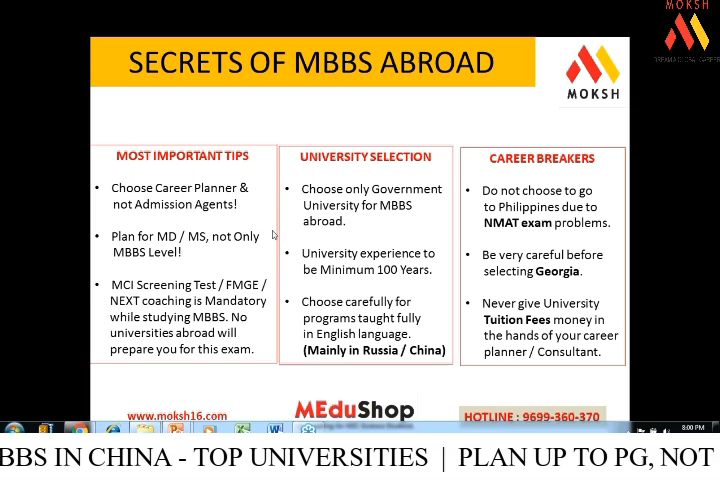 MOKSH
DREAM A GLOBAL CAREER
SECRETS OF MBBS ABROAD
MOKSH
MOST IMPORTANT TIPS
• Choose Career Planner &
not Admission Agents!
• Plan for MD / MS, not Only
MBBS Level!
• MCI Screening Test / FMGE /
NEXT coaching is Mandatory
while studying MBBS. No
universities abroad will
prepare you for this exam.
UNIVERSITY SELECTION
• Choose only Government
University for MBBS
abroad.
• University experience to
be Minimum 100 Years.
• Choose carefully for
programs taught fully
in English language.
(Mainly in Russia / China)
CAREER BREAKERS
• Do not choose to go
to Philippines due to
NMAT exam problems.
• Be very careful before
selecting Georgia.
• Never give University
Tuition Fees money in
the hands of your career
planner / Consultant.
www.moksh16.com
MEduShop
HOTLINE : 9699-360-370
8:00 PM
BBS IN CHINA - TOP UNIVERSITIES | PLAN UP TO PG, NOT